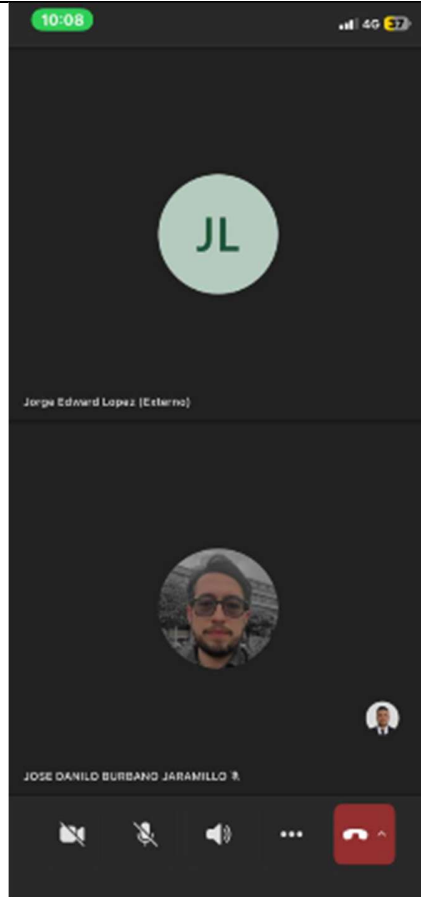 10:08
4G 37
JL
Jorge Edward Lopez (Externo)
JOSE DANILO BURBANO JARAMILLO